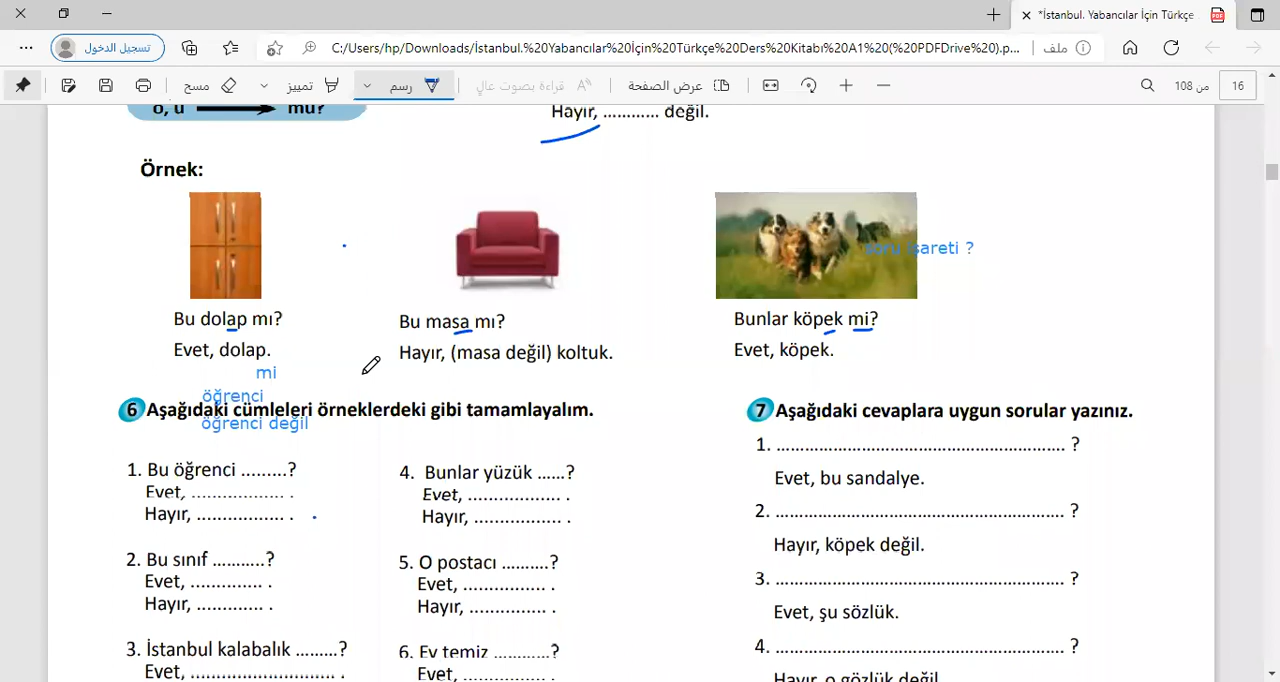 *İstanbul. Yabancılar İçin Türkçe
تسجيل الدخول
C:/Users/hp/Downloads/İstanbul.%20Yabancılar%20İçin%20Türkçe%20Ders%20Kitabı%20A1%20(%20PDFDrive%20).p...
ملف
مسح
تمييز
رسم
قراءة بصوت عالٍ
عرض الصفحة
من 108
16
o, u mu?
Hayır, ............ değil.
Örnek:
soru işareti ?
Bu dolap mı?
Evet, dolap.
Bu masa mı?
Hayır, (masa değil) koltuk.
Bunlar köpek mi?
Evet, köpek.
mi
öğrenci
öğrenci değil
6 Aşağıdaki cümleleri örneklerdeki gibi tamamlayalım.
1. Bu öğrenci .........?
Evet, ................... .
Hayır, ................. .
2. Bu sınıf ..........?
Evet, .............. .
Hayır, ............. .
3. İstanbul kalabalık .........?
Evet, ............................ .
4. Bunlar yüzük ......?
Evet, .................. .
Hayır, ................. .
5. O postacı ..........?
Evet, ................ .
Hayır, ............... .
6. Ev temiz ...........?
Evet, ................ .
7 Aşağıdaki cevaplara uygun sorular yazınız.
1. .......................................................... ?
Evet, bu sandalye.
2. .......................................................... ?
Hayır, köpek değil.
3. .......................................................... ?
Evet, şu sözlük.
4. .......................................................... ?
Hayır, o gözlük değil.